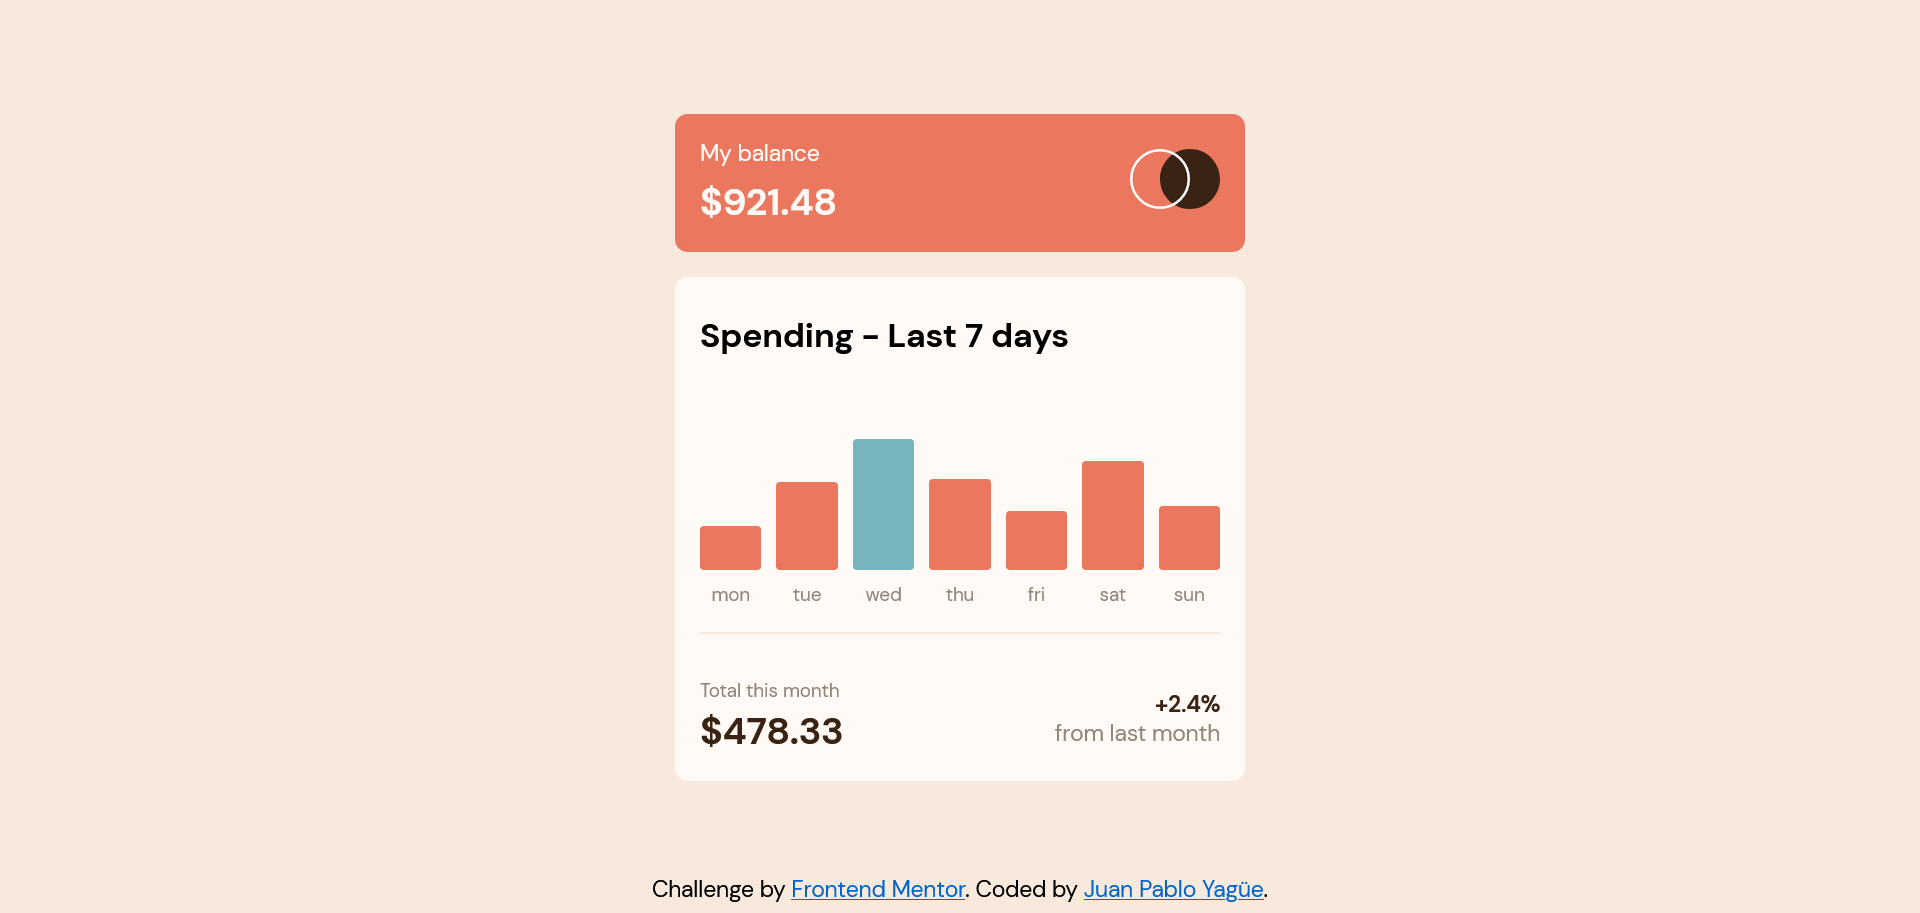 My balance
$921.48
Spending - Last 7 days
mon tue wed thu fri sat sun
Total this month
$478.33
+2.4%
from last month
Challenge by Frontend Mentor. Coded by Juan Pablo Yagüe.